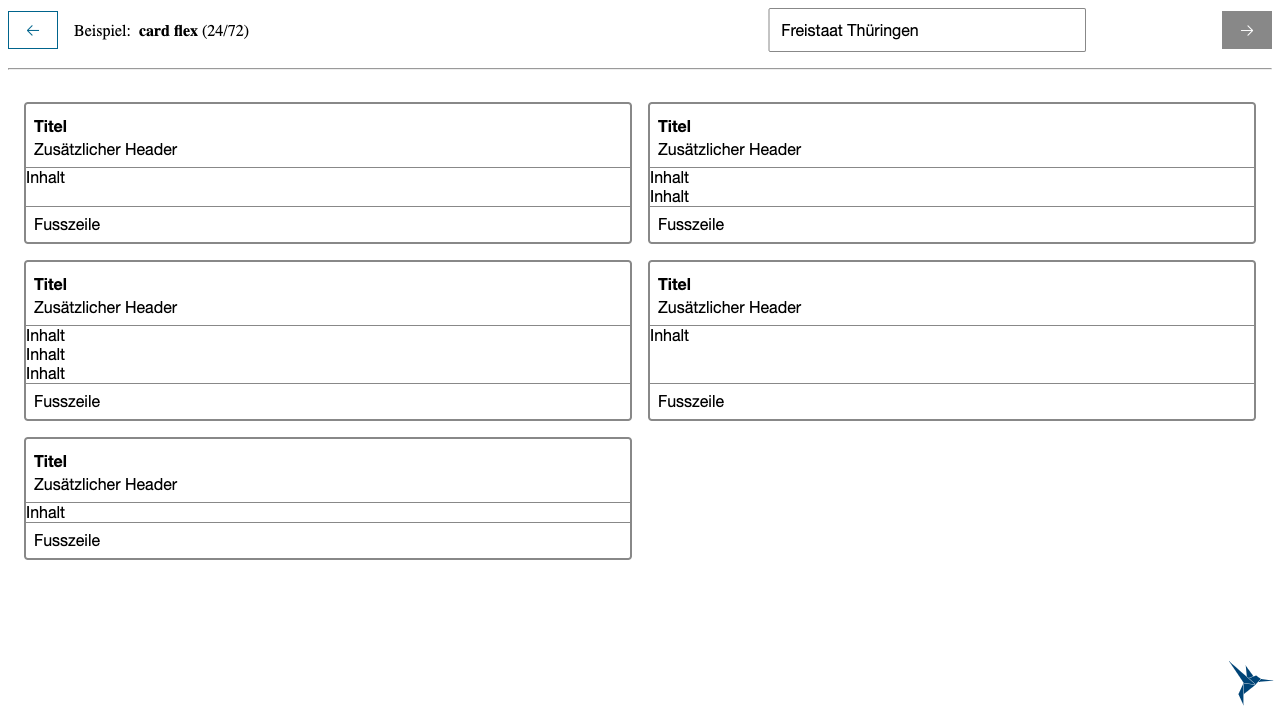 Beispiel: card flex (24/72)
Freistaat Thüringen
Titel
Zusätzlicher Header
Inhalt
Fusszeile
Titel
Zusätzlicher Header
Inhalt
Inhalt
Fusszeile
Titel
Zusätzlicher Header
Inhalt
Inhalt
Inhalt
Fusszeile
Titel
Zusätzlicher Header
Inhalt
Fusszeile
Titel
Zusätzlicher Header
Inhalt
Fusszeile